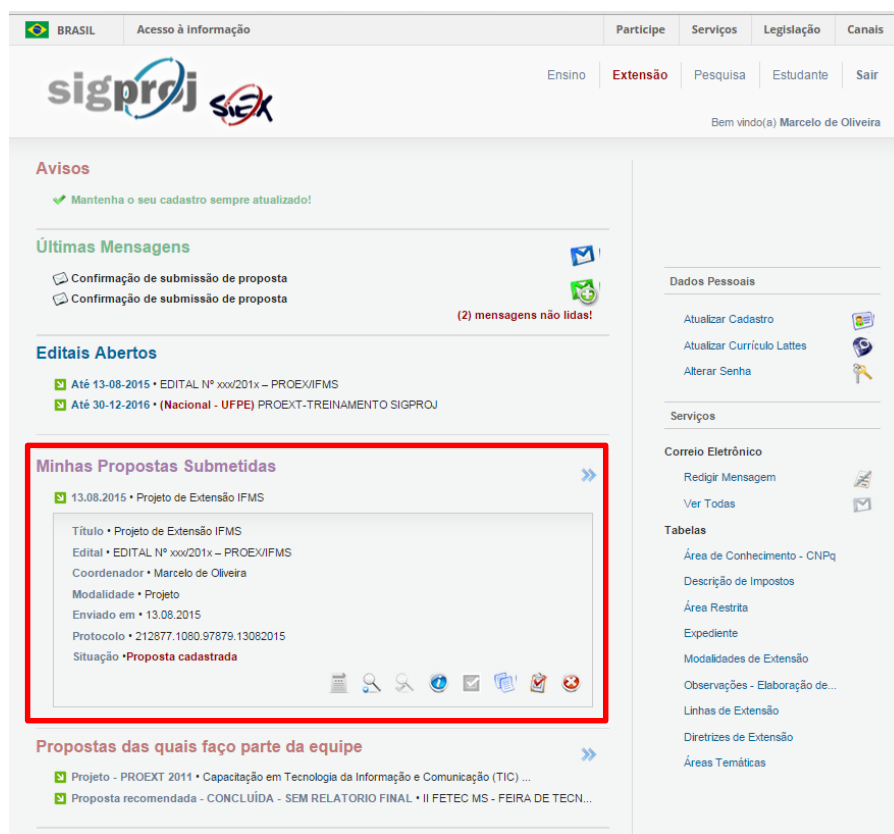 BRASIL Acesso à informação Participe Serviços Legislação Canais
sigproj SiEX
Ensino Extensão Pesquisa Estudante Sair
Bem vindo(a) Marcelo de Oliveira
Avisos
Mantenha o seu cadastro sempre atualizado!
Últimas Mensagens
Confirmação de submissão de proposta
Confirmação de submissão de proposta
(2) mensagens não lidas!
Editais Abertos
Até 13-08-2015 • EDITAL Nº xxx/201x – PROEX/IFMS
Até 30-12-2016 • (Nacional - UFPE) PROEXT-TREINAMENTO SIGPROJ
Minhas Propostas Submetidas
13.08.2015 • Projeto de Extensão IFMS
Título • Projeto de Extensão IFMS
Edital • EDITAL Nº xxx/201x – PROEX/IFMS
Coordenador • Marcelo de Oliveira
Modalidade • Projeto
Enviado em • 13.08.2015
Protocolo • 212877.1080.97879.13082015
Situação •Proposta cadastrada
Propostas das quais faço parte da equipe
Projeto - PROEXT 2011 • Capacitação em Tecnologia da Informação e Comunicação (TIC) ...
Proposta recomendada - CONCLUÍDA - SEM RELATORIO FINAL • II FETEC MS - FEIRA DE TECN...
Dados Pessoais
Atualizar Cadastro
Atualizar Currículo Lattes
Alterar Senha
Serviços
Correio Eletrônico
Redigir Mensagem
Ver Todas
Tabelas
Área de Conhecimento - CNPq
Descrição de Impostos
Área Restrita
Expediente
Modalidades de Extensão
Observações - Elaboração de...
Linhas de Extensão
Diretrizes de Extensão
Áreas Temáticas